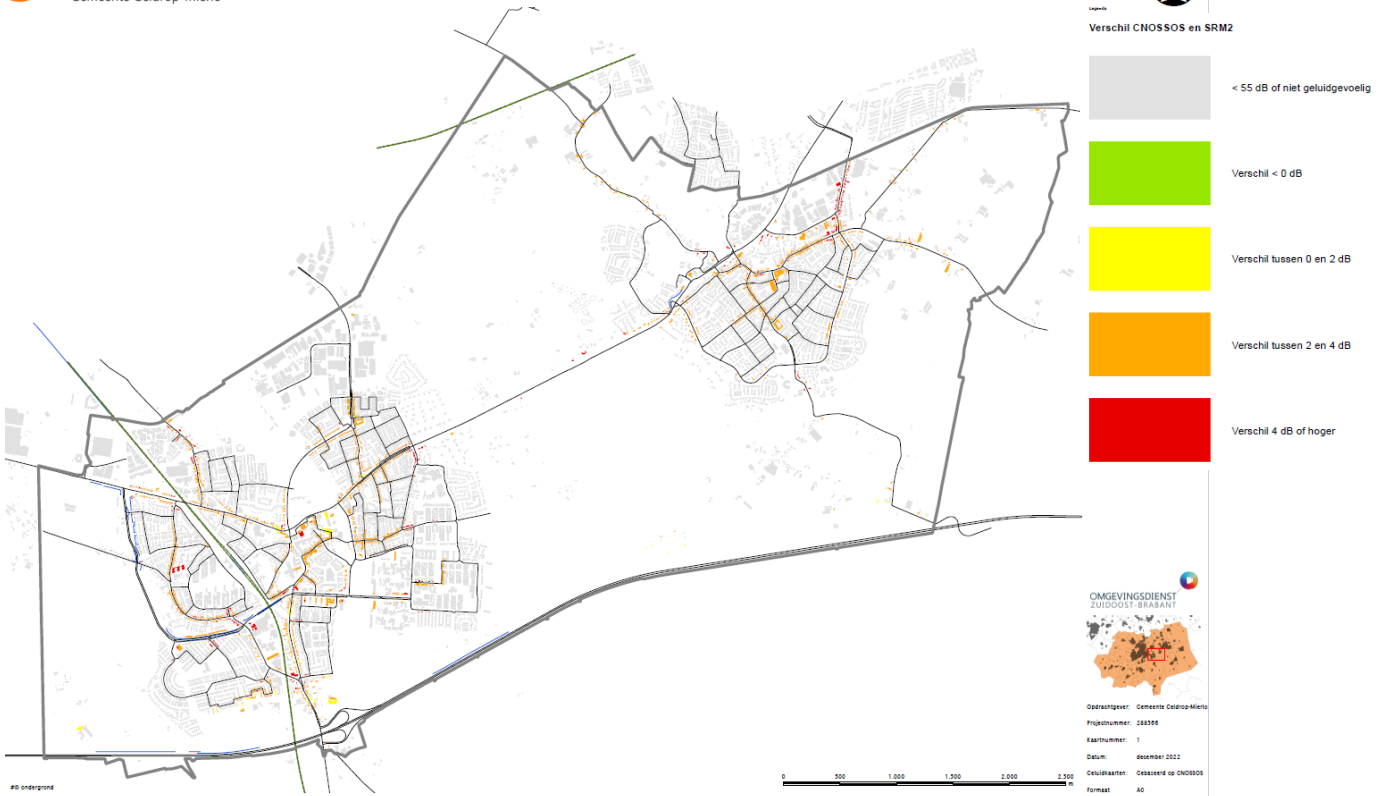 Gemeente Geldrop-Mierlo
Legenda
Verschil CNOSSOS en SRM2
< 55 dB of niet geluidgevoelig
Verschil < 0 dB
Verschil tussen 0 en 2 dB
Verschil tussen 2 en 4 dB
Verschil 4 dB of hoger
OMGEVINGSDIENST
ZUIDOOST-BRABANT
Opdrachtgever: Gemeente Geldrop-Mierlo
Projectnummer: 288366
Kaartnummer: 1
Datum: december 2022
Geluidkaarten: Gebaseerd op CNOSSOS
Formaat A0
0 500 1.000 1.500 2.000 2.500
m
ondergrond